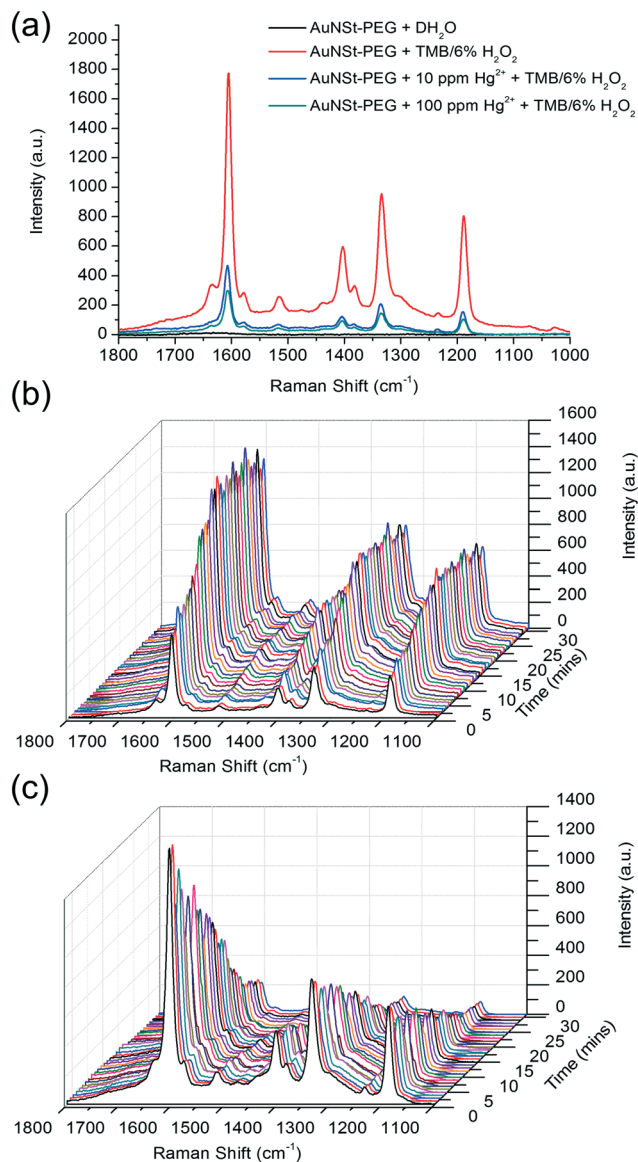 (a)
AuNSt-PEG + DH₂O
AuNSt-PEG + TMB/6% H₂O₂
AuNSt-PEG + 10 ppm Hg²⁺ + TMB/6% H₂O₂
AuNSt-PEG + 100 ppm Hg²⁺ + TMB/6% H₂O₂
2000
1800
1600
1400
1200
1000
800
600
400
200
0
Intensity (a.u.)
1800 1700 1600 1500 1400 1300 1200 1100 1000
Raman Shift (cm⁻¹)
(b)
1600
1400
1200
1000
800
600
400
200
0
Intensity (a.u.)
30
25
20
15
10
5
0
Time (mins)
1800 1700 1600 1500 1400 1300 1200 1100
Raman Shift (cm⁻¹)
(c)
1400
1200
1000
800
600
400
200
0
Intensity (a.u.)
30
25
20
15
10
5
0
Time (mins)
1800 1700 1600 1500 1400 1300 1200 1100
Raman Shift (cm⁻¹)